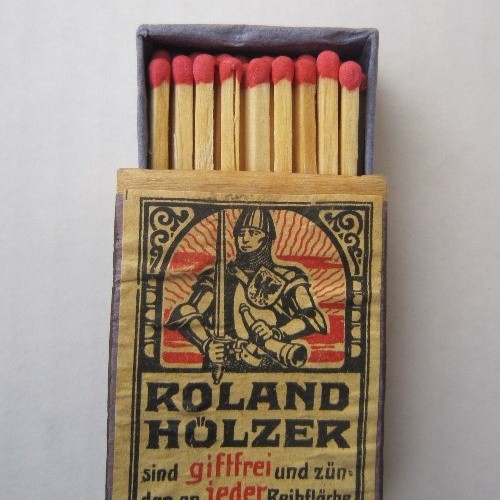 ROLAND
HÖLZER
sind giftfrei und zün-
den an jeder Reibfläche